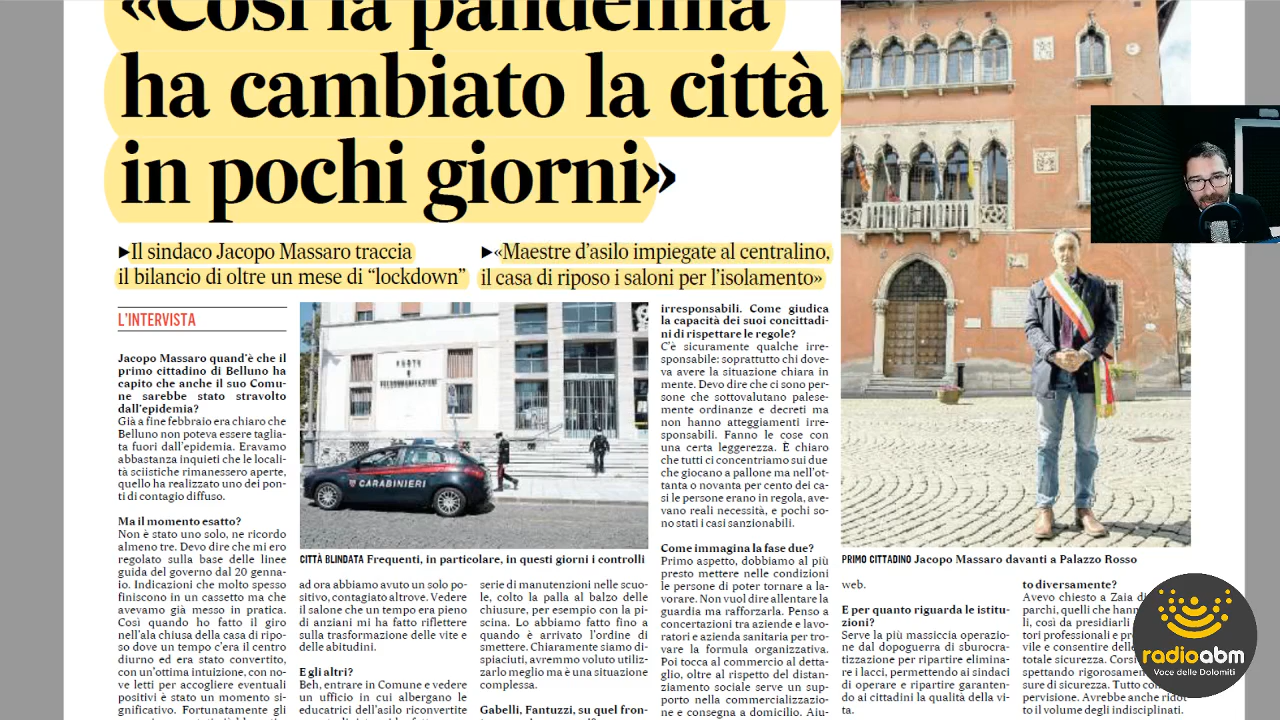 «Così la pandemia
ha cambiato la città
in pochi giorni»
▶Il sindaco Jacopo Massaro traccia
il bilancio di oltre un mese di “lockdown”
▶«Maestre d’asilo impiegate al centralino,
il casa di riposo i saloni per l’isolamento»
L’INTERVISTA
Jacopo Massaro quand’è che il
primo cittadino di Belluno ha
capito che anche il suo Comu-
ne sarebbe stato stravolto
dall’epidemia?
Già a fine febbraio era chiaro che
Belluno non poteva essere taglia-
ta fuori dall’epidemia. Eravamo
abbastanza inquieti che le locali-
tà sciistiche rimanessero aperte,
quello ha realizzato uno dei pon-
ti di contagio diffuso.
Ma il momento esatto?
Non è stato uno solo, ne ricordo
almeno tre. Devo dire che mi ero
regolato sulla base delle linee
guida del governo dal 20 genna-
io. Indicazioni che molto spesso
finiscono in un cassetto ma che
avevamo già messo in pratica.
Così quando ho fatto il giro
nell’ala chiusa della casa di ripo-
so dove un tempo c’era il centro
diurno ed era stato convertito,
con un’ottima intuizione, con no-
ve letti per accogliere eventuali
positivi è stato un momento si-
gnificativo. Fortunatamente gli
CARABINIERI
CITTÀ BLINDATA Frequenti, in particolare, in questi giorni i controlli
ad ora abbiamo avuto un solo po-
sitivo, contagiato altrove. Vedere
il salone che un tempo era pieno
di anziani mi ha fatto riflettere
sulla trasformazione delle vite e
delle abitudini.
E gli altri?
Beh, entrare in Comune e vedere
un ufficio in cui albergano le
educatrici dell’asilo riconvertite
serie di manutenzioni nelle scuo-
le, colto la palla al balzo delle
chiusure, per esempio con la pi-
scina. Lo abbiamo fatto fino a
quando è arrivato l’ordine di
smettere. Chiaramente siamo di-
spiaciuti, avremmo voluto utiliz-
zarlo meglio ma è una situazione
complessa.
Gabelli, Fantuzzi, su quel fron-
irresponsabili. Come giudica
la capacità dei suoi concittadi-
ni di rispettare le regole?
C’è sicuramente qualche irre-
sponsabile: soprattutto chi dove-
va avere la situazione chiara in
mente. Devo dire che ci sono per-
sone che sottovalutano palese-
mente ordinanze e decreti ma
non hanno atteggiamenti irre-
sponsabili. Fanno le cose con
una certa leggerezza. È chiaro
che tutti ci concentriamo sui due
che giocano a pallone ma nell’ot-
tanta o novanta per cento dei ca-
si le persone erano in regola, ave-
vano reali necessità, e pochi so-
no stati i casi sanzionabili.
Come immagina la fase due?
Primo aspetto, dobbiamo al più
presto mettere nelle condizioni
le persone di poter tornare a la-
vorare. Non vuol dire allentare la
guardia ma rafforzarla. Penso a
concertazioni tra aziende e lavo-
ratori e azienda sanitaria per tro-
vare la formula organizzativa.
Poi tocca al commercio al detta-
glio, oltre al rispetto del distan-
ziamento sociale serve un sup-
porto nella commercializzazio-
ne e consegna a domicilio. Aiu-
PRIMO CITTADINO Jacopo Massaro davanti a Palazzo Rosso
web.
E per quanto riguarda le istitu-
zioni?
Serve la più massiccia operazio-
ne dal dopoguerra di sburocra-
tizzazione per ripartire elimina-
re i lacci, permettendo ai sindaci
di operare e ripartire garanten-
do ai cittadini la qualità della vi-
ta.
to diversamente?
Avevo chiesto a Zaia di
parchi, quelli che hann
li, così da presidiarli
tori professionali e pr
vile e consentire delle
totale sicurezza. Corsi
spettando rigorosamen
sure di sicurezza. Tutto co
pervisione. Avrebbe anche ridot
to il volume degli indisciplinati.
radioabm
Voce delle Dolomiti